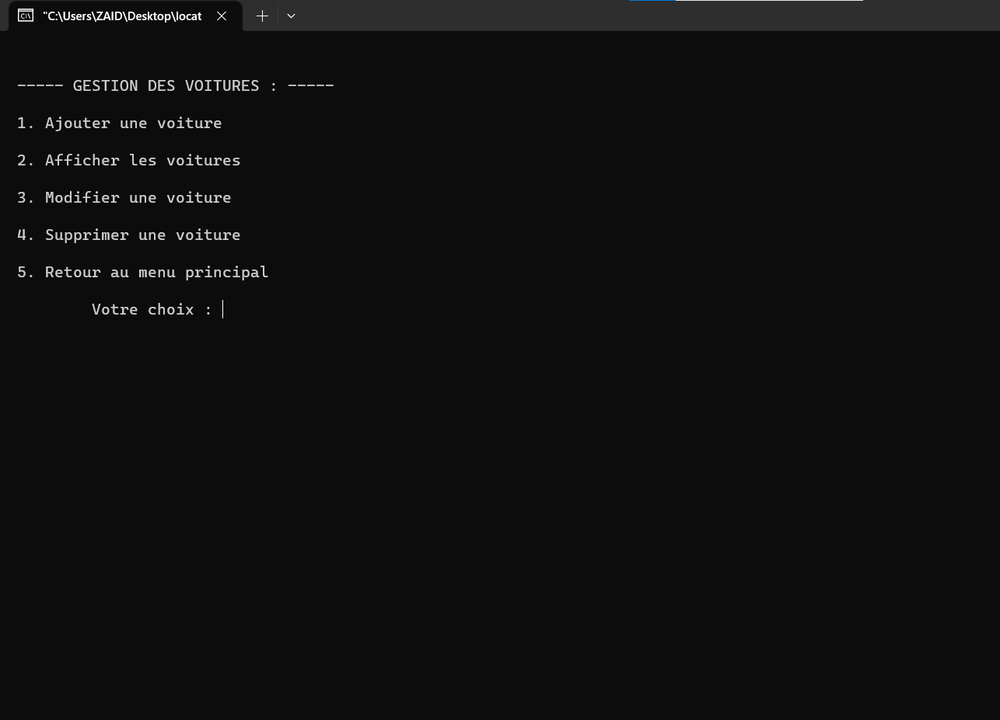 "C:\Users\ZAID\Desktop\locat
----- GESTION DES VOITURES : -----
1. Ajouter une voiture
2. Afficher les voitures
3. Modifier une voiture
4. Supprimer une voiture
5. Retour au menu principal
Votre choix :